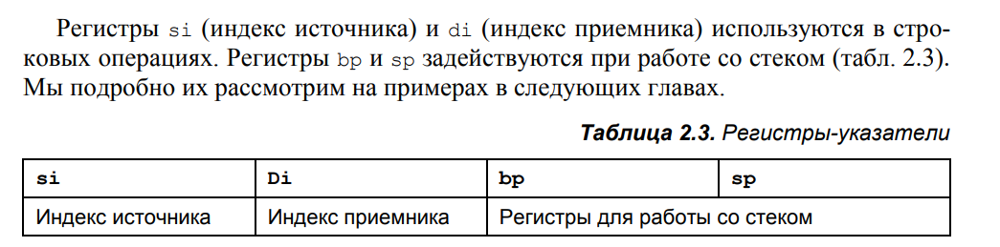 Регистры si (индекс источника) и di (индекс приемника) используются в стро-
ковых операциях. Регистры bp и sp задействуются при работе со стеком (табл. 2.3).
Мы подробно их рассмотрим на примерах в следующих главах.
Таблица 2.3. Регистры-указатели
si Di bp sp
Индекс источника Индекс приемника Регистры для работы со стеком